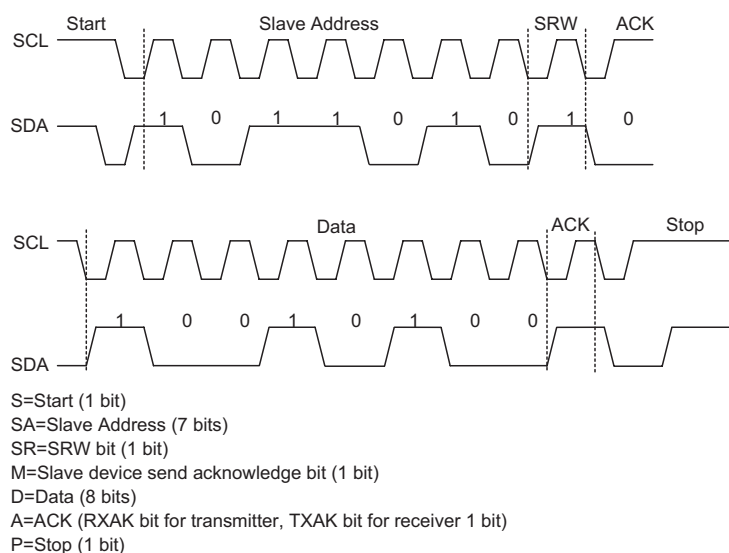 Start Slave Address SRW ACK
SCL
1 0 1 1 0 1 0 1 0
SDA
Data ACK Stop
SCL
1 0 0 1 0 1 0 0
SDA
S=Start (1 bit)
SA=Slave Address (7 bits)
SR=SRW bit (1 bit)
M=Slave device send acknowledge bit (1 bit)
D=Data (8 bits)
A=ACK (RXAK bit for transmitter, TXAK bit for receiver 1 bit)
P=Stop (1 bit)